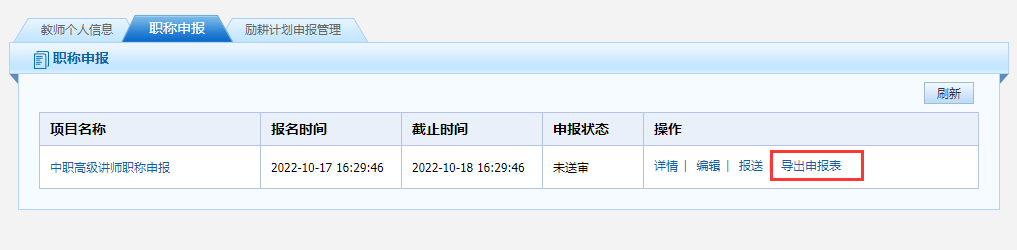 教师个人信息 职称申报 励耕计划申报管理
职称申报
刷新
项目名称 报名时间 截止时间 申报状态 操作
中职高级讲师职称申报 2022-10-17 16:29:46 2022-10-18 16:29:46 未送审 详情 | 编辑 | 报送 导出申报表